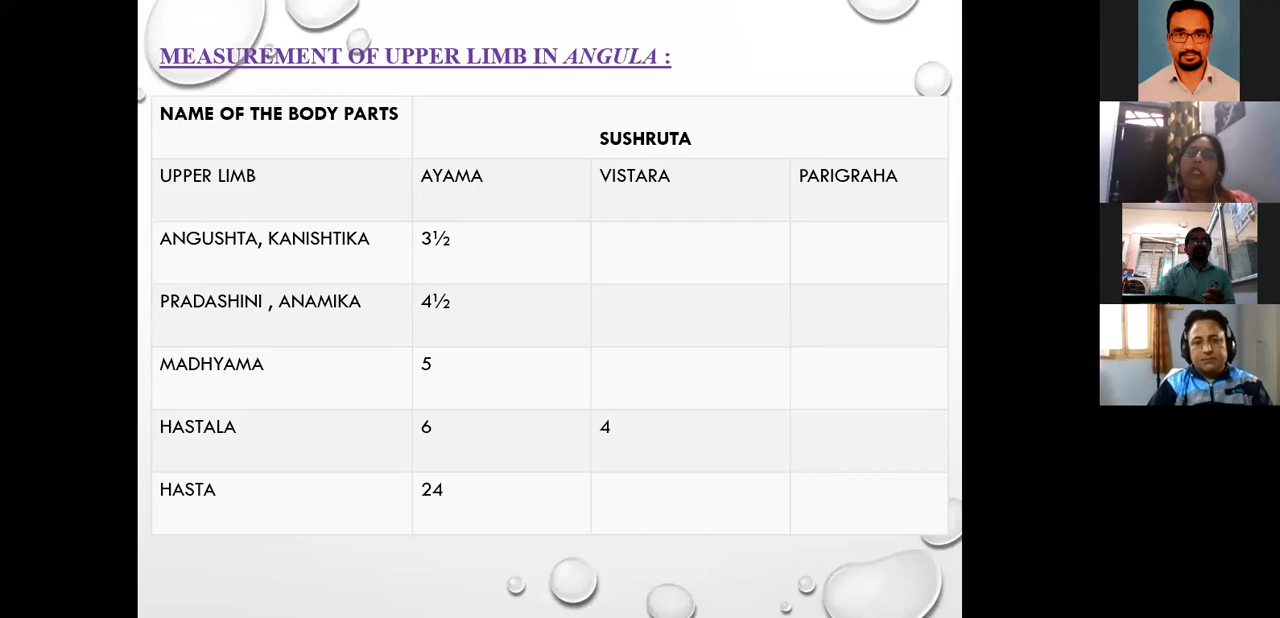 MEASUREMENT OF UPPER LIMB IN ANGULA :
NAME OF THE BODY PARTS
SUSHRUTA
UPPER LIMB AYAMA VISTARA PARIGRAHA
ANGUSHTA, KANISHTIKA 3½
PRADASHINI , ANAMIKA 4½
MADHYAMA 5
HASTALA 6 4
HASTA 24